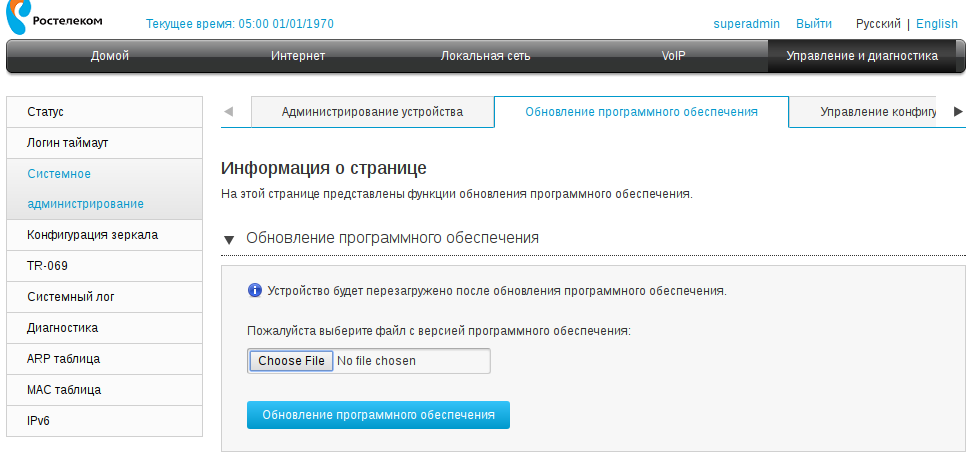 Ростелеком
Текущее время: 05:00 01/01/1970
superadmin Выйти Русский | English
Домой Интернет Локальная сеть VoIP Управление и диагностика
Статус
Логин таймаут
Системное
администрирование
Конфигурация зеркала
TR-069
Системный лог
Диагностика
ARP таблица
MAC таблица
IPv6
Администрирование устройства Обновление программного обеспечения Управление конфигу
Информация о странице
На этой странице представлены функции обновления программного обеспечения.
Обновление программного обеспечения
Устройство будет перезагружено после обновления программного обеспечения.
Пожалуйста выберите файл с версией программного обеспечения:
Choose File No file chosen
Обновление программного обеспечения